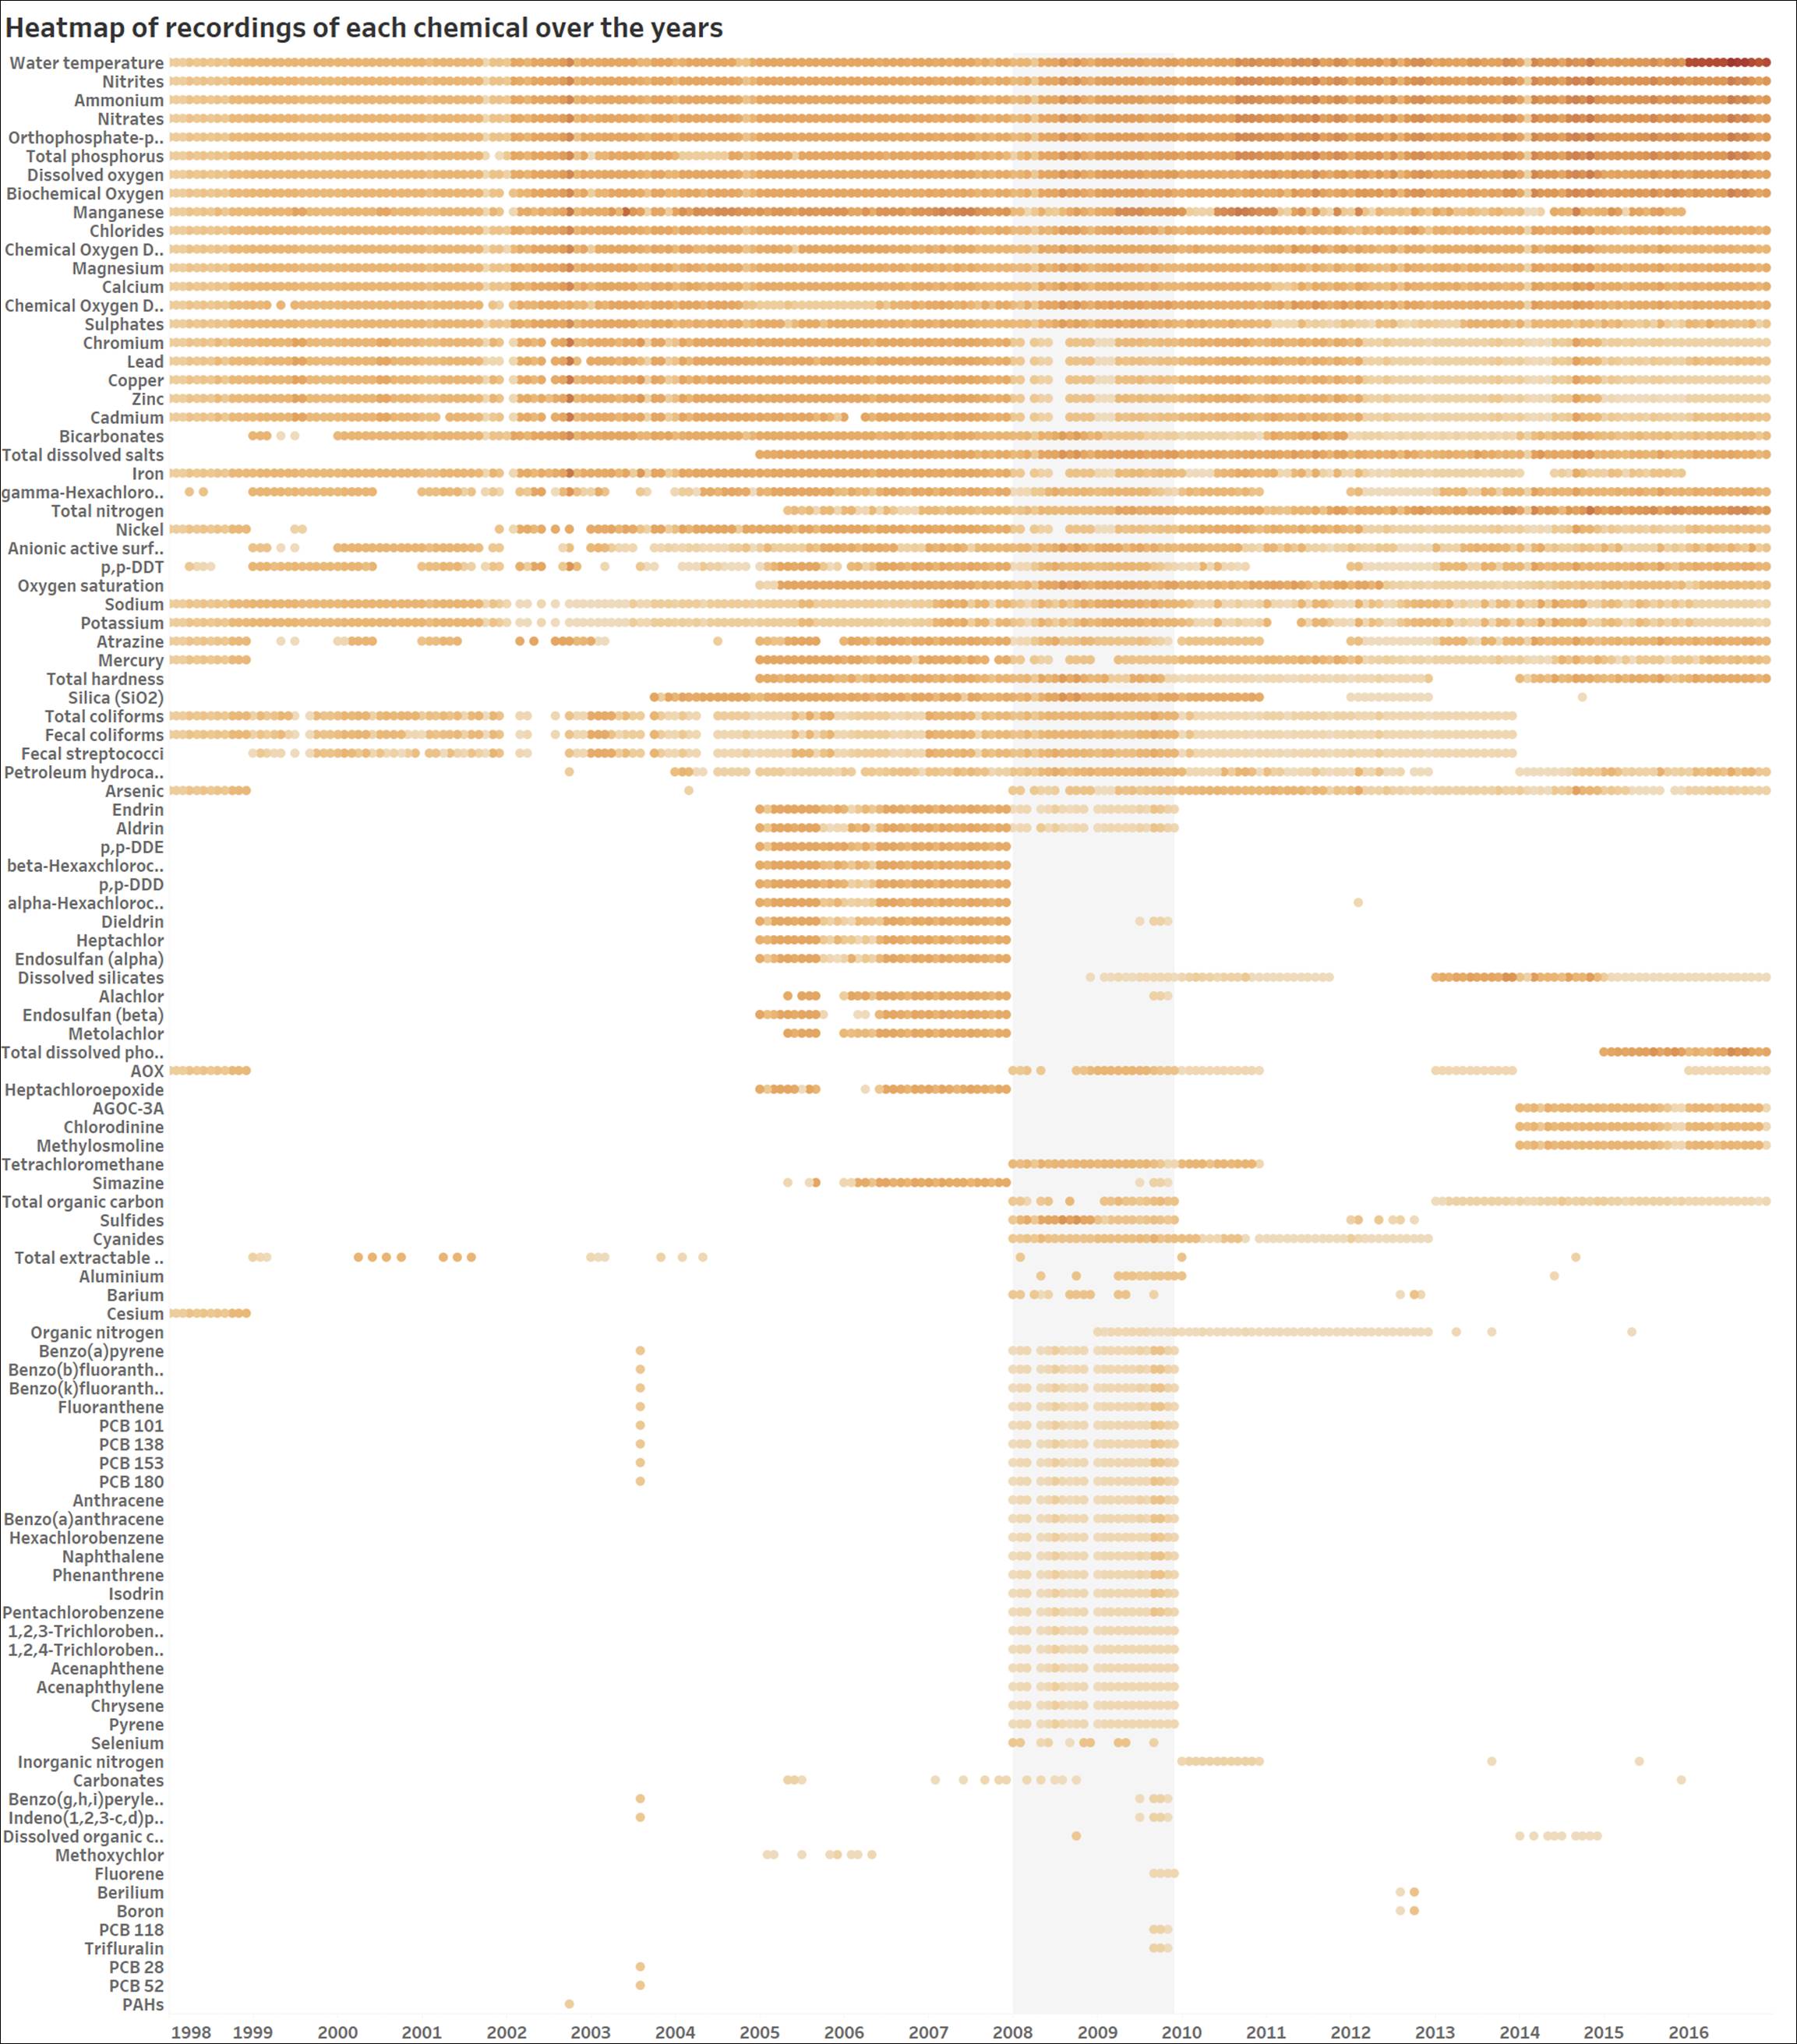 Heatmap of recordings of each chemical over the years
Water temperature
Nitrites
Ammonium
Nitrates
Orthophosphate-p..
Total phosphorus
Dissolved oxygen
Biochemical Oxygen
Manganese
Chlorides
Chemical Oxygen D..
Magnesium
Calcium
Chemical Oxygen D..
Sulphates
Chromium
Lead
Copper
Zinc
Cadmium
Bicarbonates
Total dissolved salts
Iron
gamma-Hexachloro..
Total nitrogen
Nickel
Anionic active surf..
p,p-DDT
Oxygen saturation
Sodium
Potassium
Atrazine
Mercury
Total hardness
Silica (SiO2)
Total coliforms
Fecal coliforms
Fecal streptococci
Petroleum hydroca..
Arsenic
Endrin
Aldrin
p,p-DDE
beta-Hexaxchloroc..
p,p-DDD
alpha-Hexachloroc..
Dieldrin
Heptachlor
Endosulfan (alpha)
Dissolved silicates
Alachlor
Endosulfan (beta)
Metolachlor
Total dissolved pho..
AOX
Heptachloroepoxide
AGOC-3A
Chlorodinine
Methylosmoline
Tetrachloromethane
Simazine
Total organic carbon
Sulfides
Cyanides
Total extractable ..
Aluminium
Barium
Cesium
Organic nitrogen
Benzo(a)pyrene
Benzo(b)fluoranth..
Benzo(k)fluoranth..
Fluoranthene
PCB 101
PCB 138
PCB 153
PCB 180
Anthracene
Benzo(a)anthracene
Hexachlorobenzene
Naphthalene
Phenanthrene
Isodrin
Pentachlorobenzene
1,2,3-Trichloroben..
1,2,4-Trichloroben..
Acenaphthene
Acenaphthylene
Chrysene
Pyrene
Selenium
Inorganic nitrogen
Carbonates
Benzo(g,h,i)peryle..
Indeno(1,2,3-c,d)p..
Dissolved organic c..
Methoxychlor
Fluorene
Berilium
Boron
PCB 118
Trifluralin
PCB 28
PCB 52
PAHs
1998 1999 2000 2001 2002 2003 2004 2005 2006 2007 2008 2009 2010 2011 2012 2013 2014 2015 2016